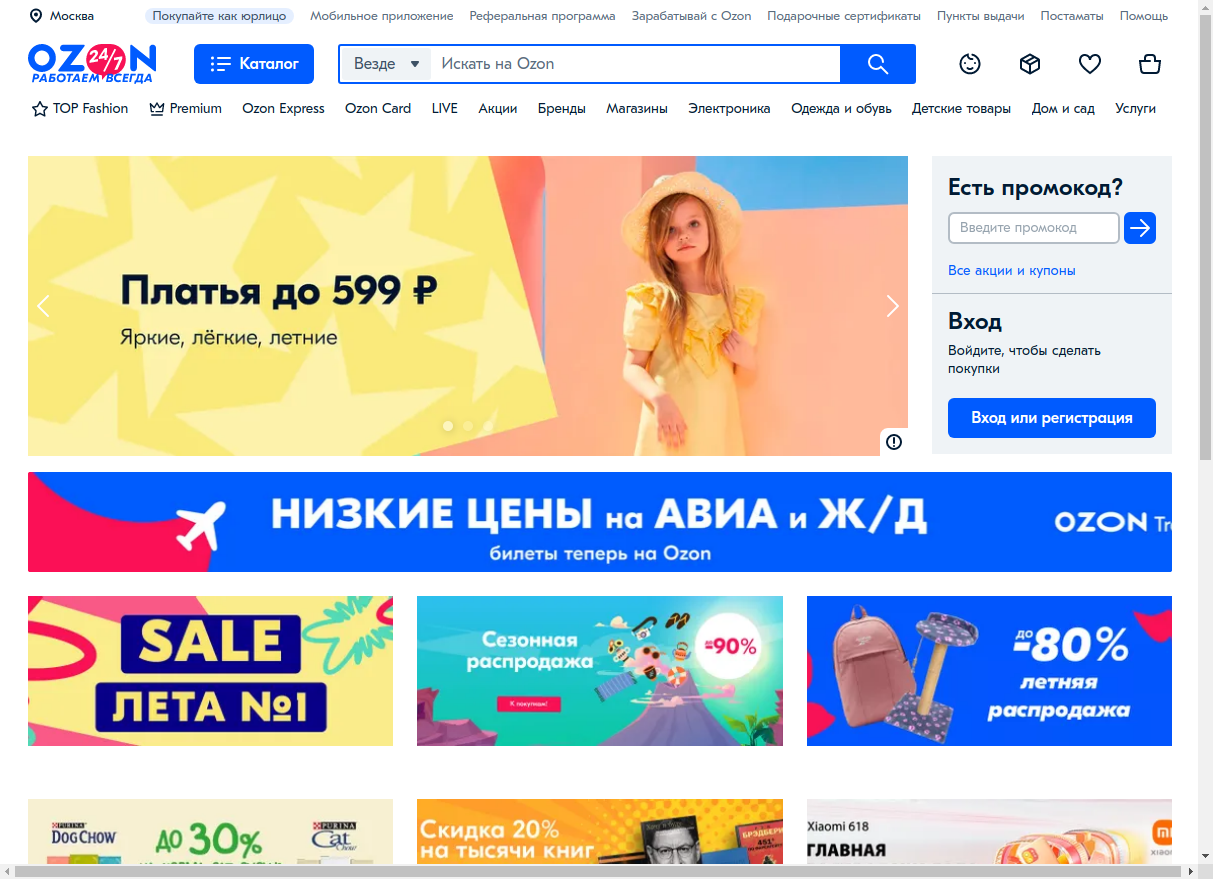 Москва
Покупайте как юрлицо
Мобильное приложение
Реферальная программа
Зарабатывай с Ozon
Подарочные сертификаты
Пункты выдачи
Постаматы
Помощь
OZON
24/7
РАБОТАЕМ ВСЕГДА
Каталог
Везде
Искать на Ozon
TOP Fashion
Premium
Ozon Express
Ozon Card
LIVE
Акции
Бренды
Магазины
Электроника
Одежда и обувь
Детские товары
Дом и сад
Услуги
Платья до 599 ₽
Яркие, лёгкие, летние
Есть промокод?
Введите промокод
Все акции и купоны
Вход
Войдите, чтобы сделать
покупки
Вход или регистрация
НИЗКИЕ ЦЕНЫ на АВИА и Ж/Д
билеты теперь на Ozon
OZON Tr
SALE
ЛЕТА №1
Сезонная
распродажа
К покупкам!
до -90%
до -80%
летняя
распродажа
PURINA
DOG CHOW
ДО 30%
PURINA
Cat
Chow
Скидка 20%
на тысячи книг
БРЭДБЕРИ
451°
Xiaomi 618
ГЛАВНАЯ
mi